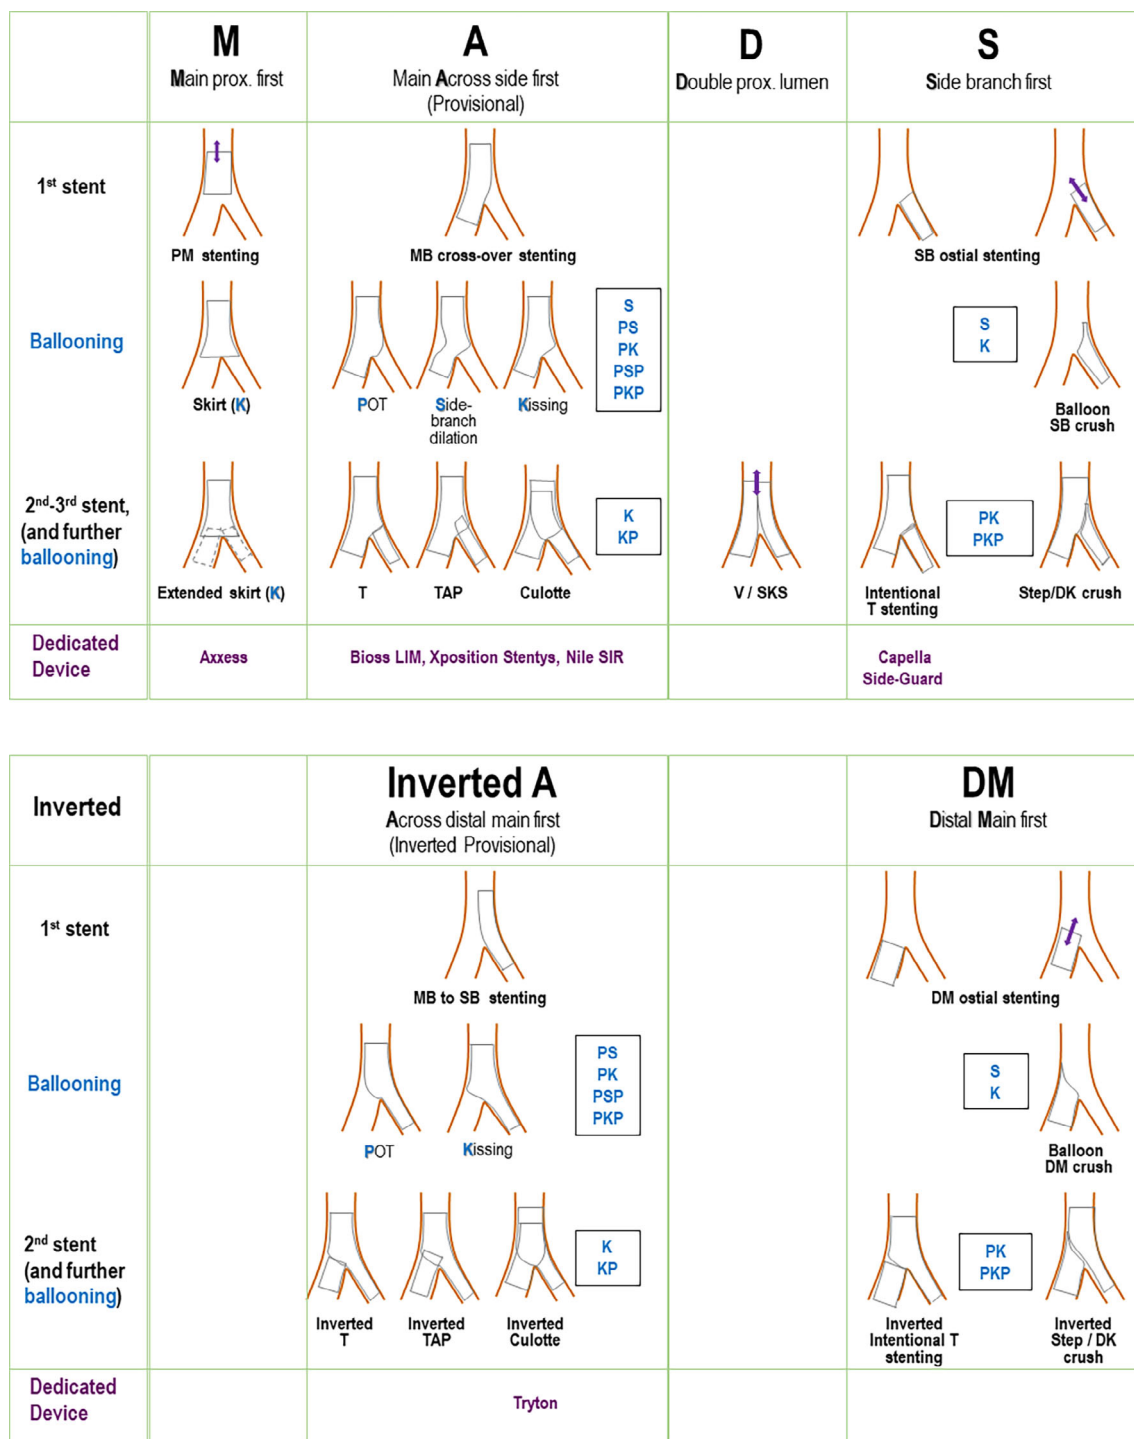 M
Main prox. first
A
Main Across side first
(Provisional)
D
Double prox. lumen
S
Side branch first
1st stent
PM stenting
MB cross-over stenting
SB ostial stenting
Ballooning
Skirt (K)
POT
Side-
branch
dilation
Kissing
S
PS
PK
PSP
PKP
S
K
Balloon
SB crush
2nd-3rd stent,
(and further
ballooning)
Extended skirt (K)
T
TAP
Culotte
K
KP
V / SKS
Intentional
T stenting
PK
PKP
Step/DK crush
Dedicated
Device
Axxess
Bioss LIM, Xposition Stentys, Nile SIR
Capella
Side-Guard
Inverted
Inverted A
Across distal main first
(Inverted Provisional)
DM
Distal Main first
1st stent
MB to SB stenting
DM ostial stenting
Ballooning
POT
Kissing
PS
PK
PSP
PKP
S
K
Balloon
DM crush
2nd stent
(and further
ballooning)
Inverted
T
Inverted
TAP
Inverted
Culotte
K
KP
Inverted
Intentional T
stenting
PK
PKP
Inverted
Step / DK
crush
Dedicated
Device
Tryton